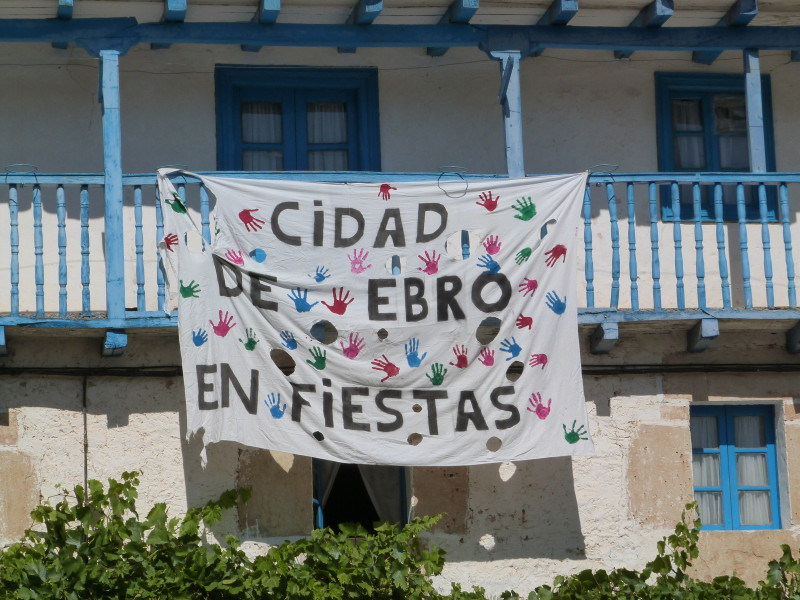 CiDAD
DE EBRO
EN FiESTAS